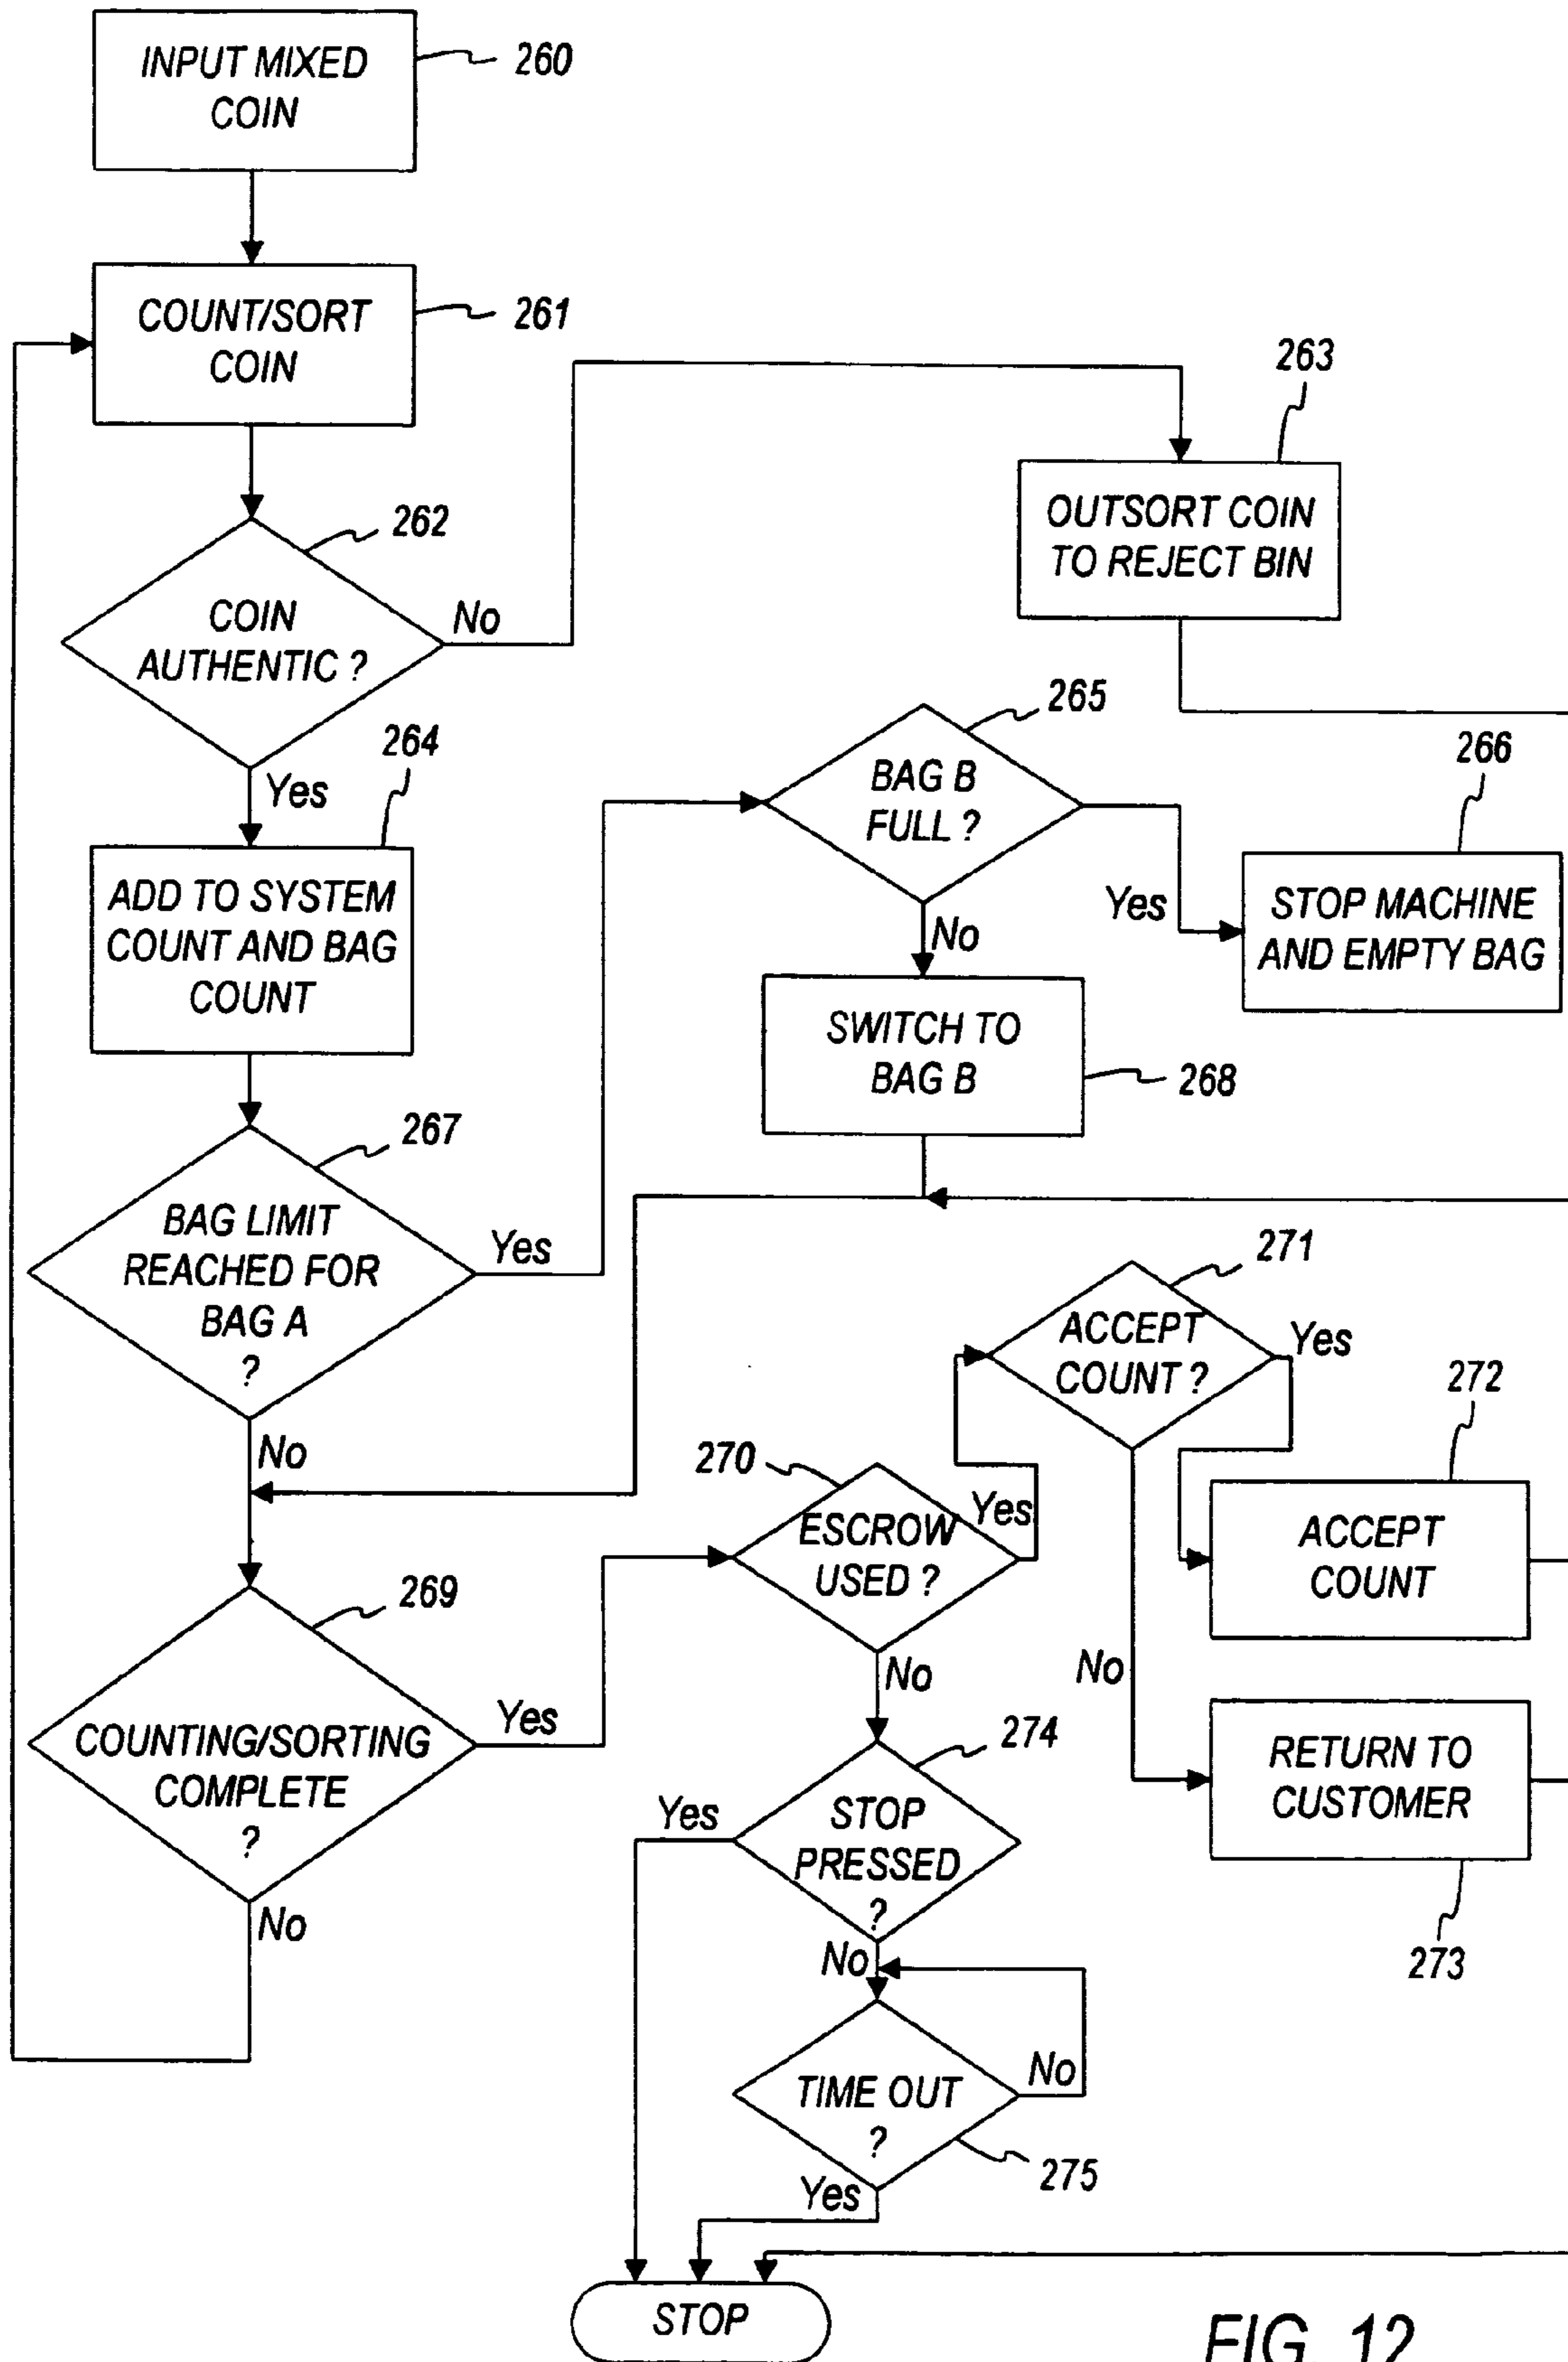 INPUT MIXED
COIN
260
COUNT/SORT
COIN
261
COIN
AUTHENTIC ?
262
No
Yes
OUTSORT COIN
TO REJECT BIN
263
ADD TO SYSTEM
COUNT AND BAG
COUNT
264
BAG B
FULL ?
265
Yes
No
STOP MACHINE
AND EMPTY BAG
266
SWITCH TO
BAG B
268
BAG LIMIT
REACHED FOR
BAG A
?
267
Yes
No
COUNTING/SORTING
COMPLETE
?
269
Yes
No
ESCROW
USED ?
270
Yes
No
ACCEPT
COUNT ?
271
Yes
No
ACCEPT
COUNT
272
RETURN TO
CUSTOMER
273
STOP
PRESSED
?
274
Yes
No
TIME OUT
?
275
No
Yes
STOP
FIG. 12